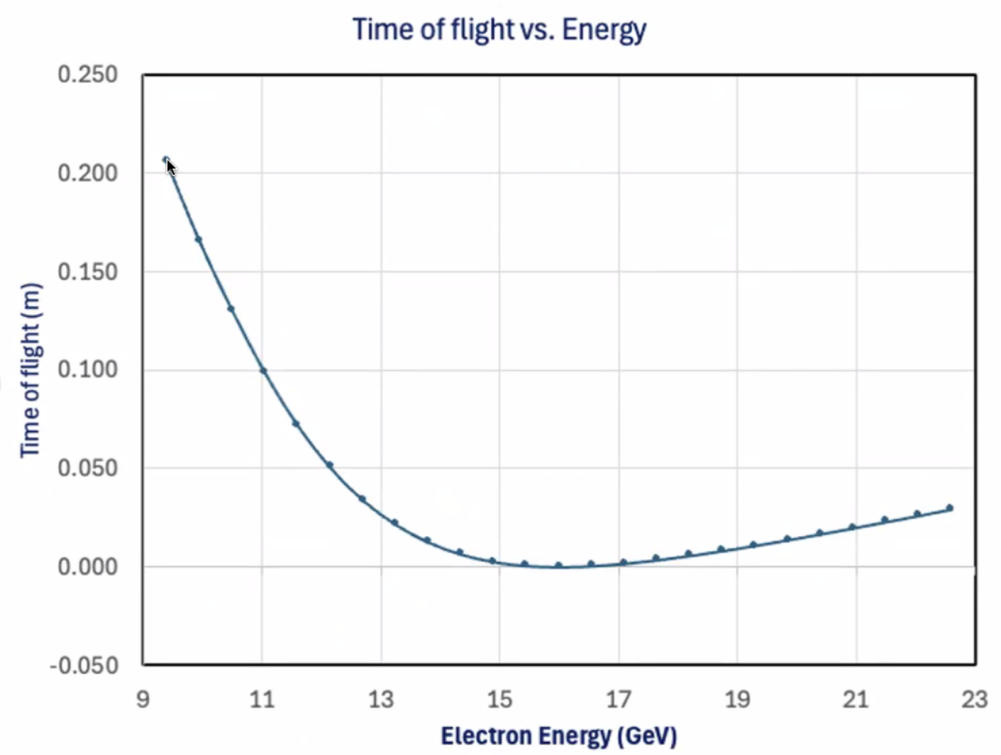 Time of flight vs. Energy
0.250
0.200
0.150
0.100
0.050
0.000
-0.050
Time of flight (m)
9 11 13 15 17 19 21 23
Electron Energy (GeV)